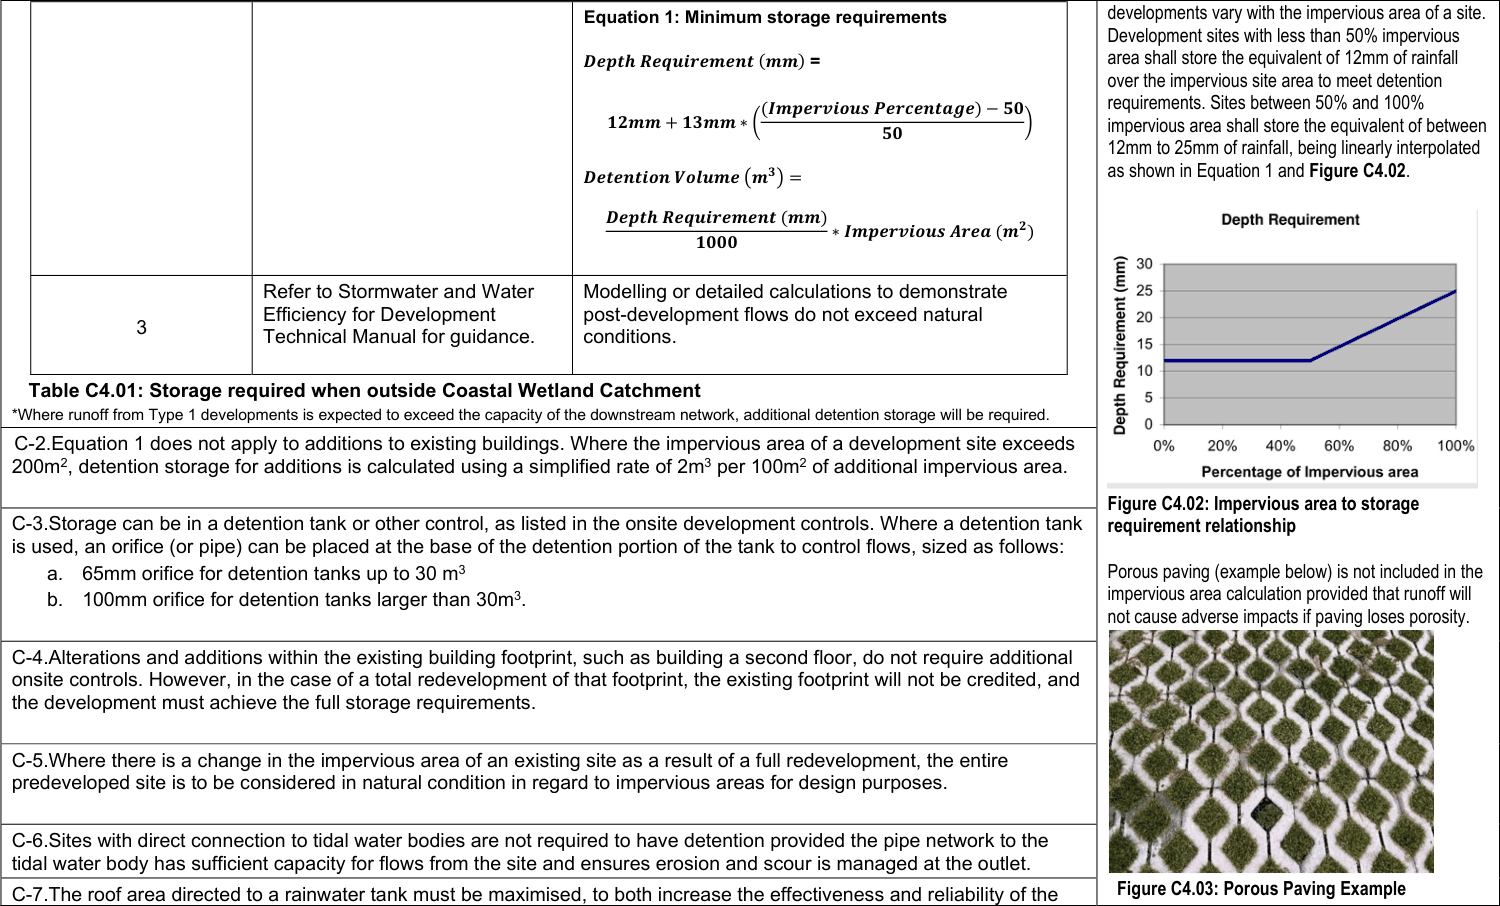 Equation 1: Minimum storage requirements
Depth Requirement (mm) =
12mm + 13mm * ((Impervious Percentage) − 50 / 50)
Detention Volume (m³) =
Depth Requirement (mm) / 1000 * Impervious Area (m²)
3
Refer to Stormwater and Water
Efficiency for Development
Technical Manual for guidance.
Modelling or detailed calculations to demonstrate
post-development flows do not exceed natural
conditions.
Table C4.01: Storage required when outside Coastal Wetland Catchment
*Where runoff from Type 1 developments is expected to exceed the capacity of the downstream network, additional detention storage will be required.
C-2.Equation 1 does not apply to additions to existing buildings. Where the impervious area of a development site exceeds
200m², detention storage for additions is calculated using a simplified rate of 2m³ per 100m² of additional impervious area.
C-3.Storage can be in a detention tank or other control, as listed in the onsite development controls. Where a detention tank
is used, an orifice (or pipe) can be placed at the base of the detention portion of the tank to control flows, sized as follows:
a. 65mm orifice for detention tanks up to 30 m³
b. 100mm orifice for detention tanks larger than 30m³.
C-4.Alterations and additions within the existing building footprint, such as building a second floor, do not require additional
onsite controls. However, in the case of a total redevelopment of that footprint, the existing footprint will not be credited, and
the development must achieve the full storage requirements.
C-5.Where there is a change in the impervious area of an existing site as a result of a full redevelopment, the entire
predeveloped site is to be considered in natural condition in regard to impervious areas for design purposes.
C-6.Sites with direct connection to tidal water bodies are not required to have detention provided the pipe network to the
tidal water body has sufficient capacity for flows from the site and ensures erosion and scour is managed at the outlet.
C-7.The roof area directed to a rainwater tank must be maximised, to both increase the effectiveness and reliability of the
developments vary with the impervious area of a site.
Development sites with less than 50% impervious
area shall store the equivalent of 12mm of rainfall
over the impervious site area to meet detention
requirements. Sites between 50% and 100%
impervious area shall store the equivalent of between
12mm to 25mm of rainfall, being linearly interpolated
as shown in Equation 1 and Figure C4.02.
Depth Requirement
Depth Requirement (mm)
30
25
20
15
10
5
0
0% 20% 40% 60% 80% 100%
Percentage of Impervious area
Figure C4.02: Impervious area to storage
requirement relationship
Porous paving (example below) is not included in the
impervious area calculation provided that runoff will
not cause adverse impacts if paving loses porosity.
Figure C4.03: Porous Paving Example